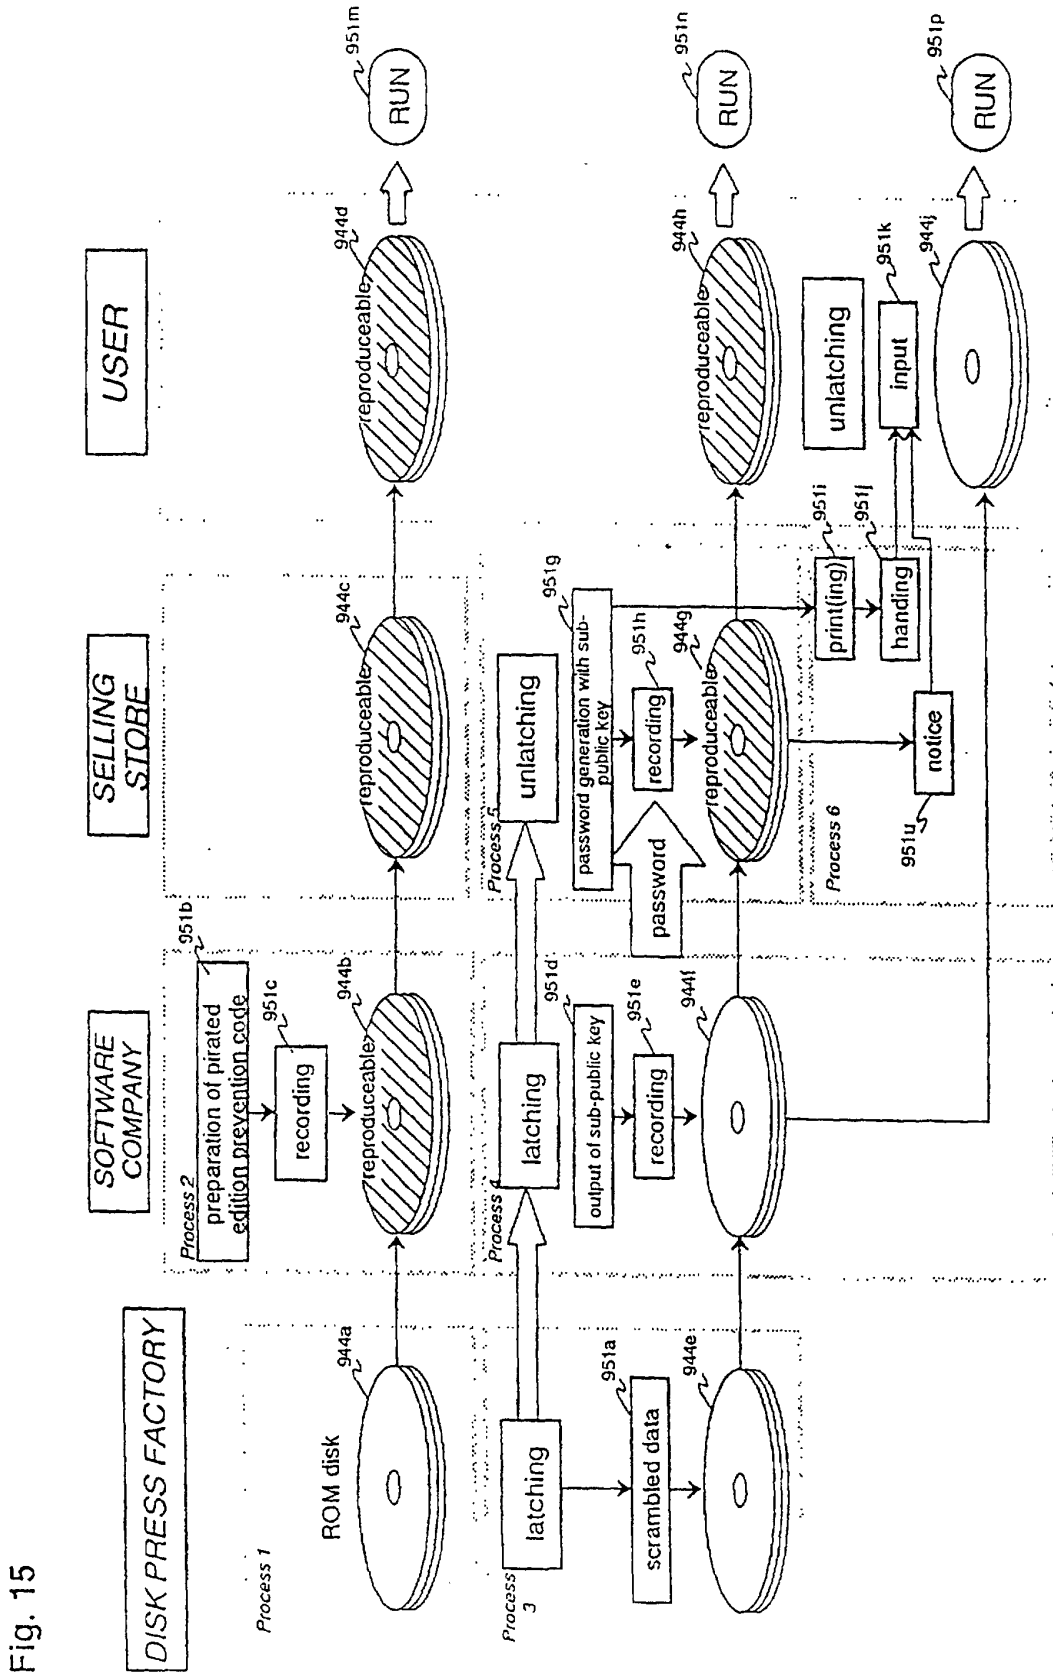 Fig. 15
DISK PRESS FACTORY
SOFTWARE
COMPANY
SELLING
STORE
USER
Process 1
ROM disk
944a
Process 2
preparation of pirated
edition prevention code
951b
recording
951c
reproduceable
944b
reproduceable
944c
reproduceable
944d
RUN
951m
Process
3
latching
scrambled data
951a
944e
Process 4
latching
output of sub-public key
951d
recording
951e
944f
Process 5
unlatching
password generation with sub-
public key
951g
password
recording
951h
reproduceable
944g
reproduceable
944h
RUN
951n
Process 6
print(ing)
951i
handing
951j
notice
951u
unlatching
input
951k
944j
RUN
951p